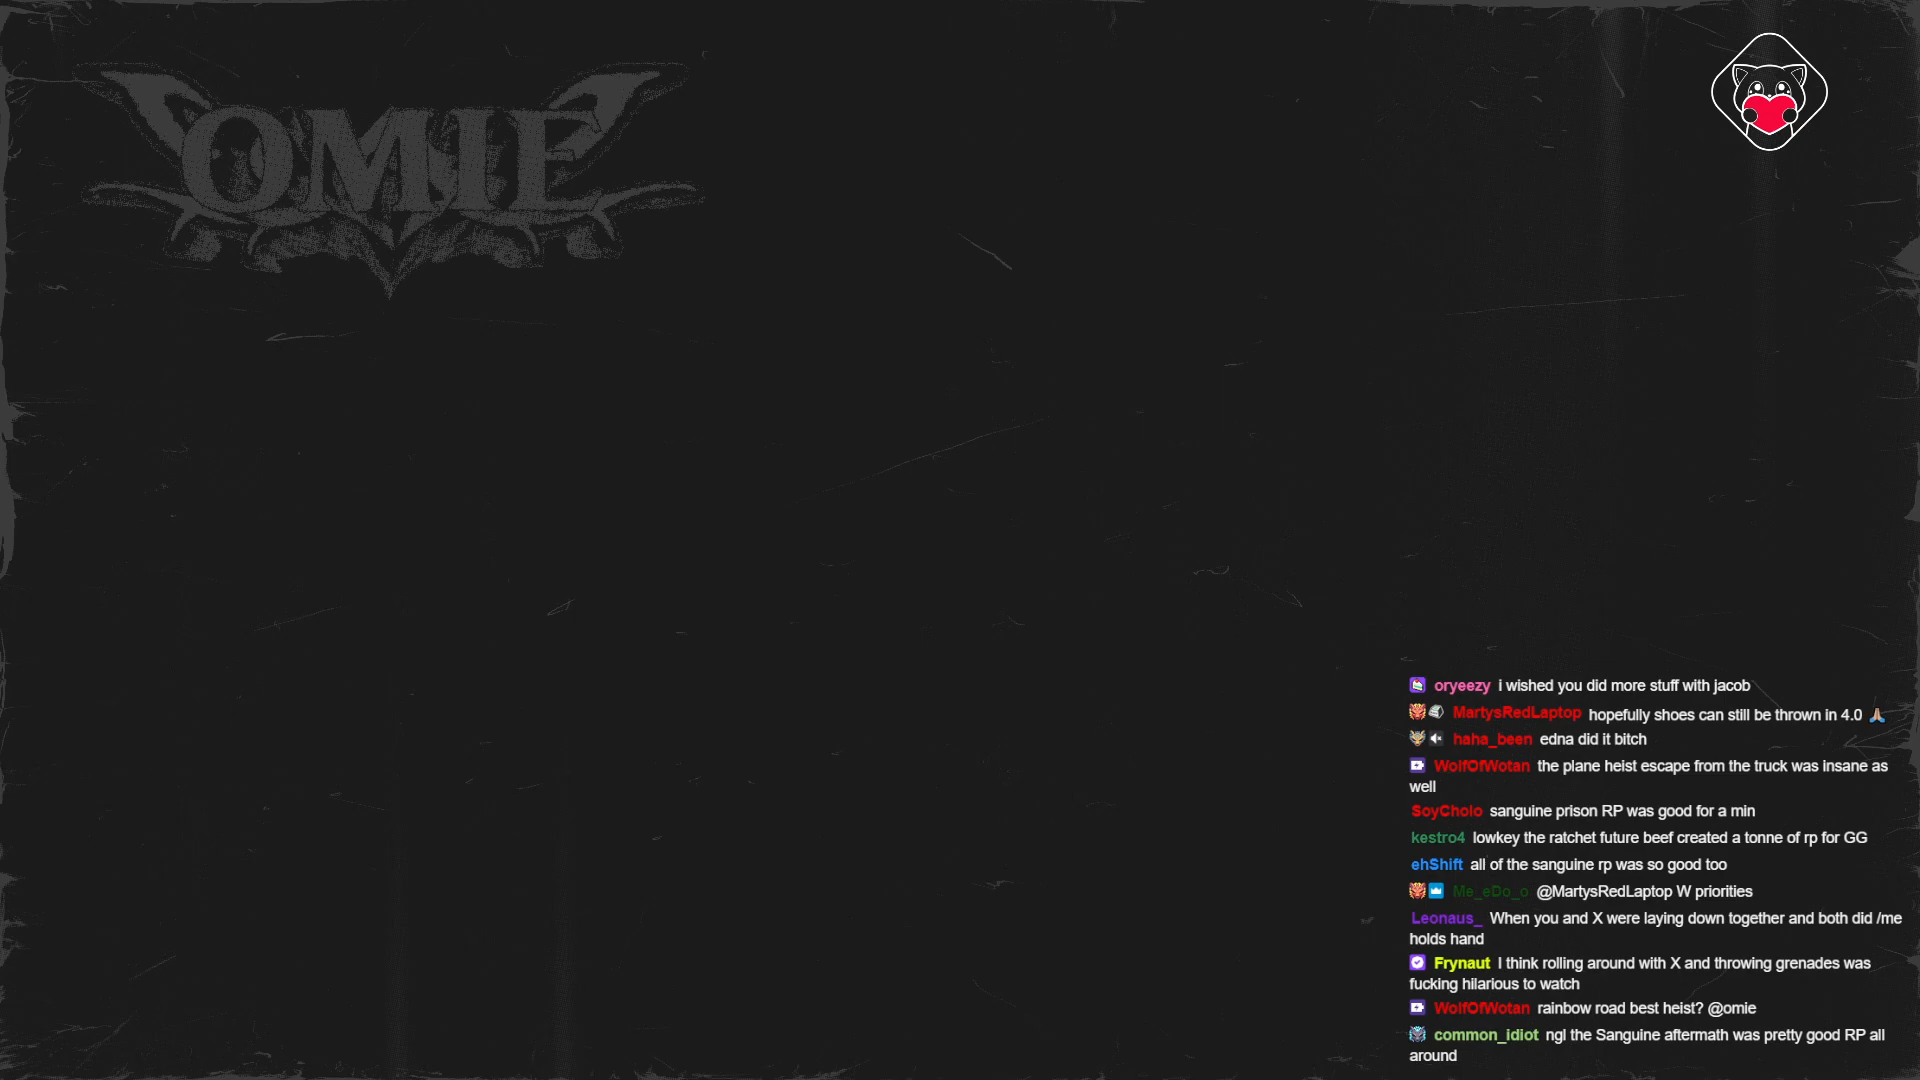 OMIE
oryeezy i wished you did more stuff with jacob
MartysRedLaptop hopefully shoes can still be thrown in 4.0 🙏🏽
haha_been edna did it bitch
WolfOfWotan the plane heist escape from the truck was insane as
well
SoyCholo sanguine prison RP was good for a min
kestro4 lowkey the ratchet future beef created a tonne of rp for GG
ehShift all of the sanguine rp was so good too
Me_eDo_o @MartysRedLaptop W priorities
Leonaus_ When you and X were laying down together and both did /me
holds hand
Frynaut I think rolling around with X and throwing grenades was
fucking hilarious to watch
WolfOfWotan rainbow road best heist? @omie
common_idiot ngl the Sanguine aftermath was pretty good RP all
around